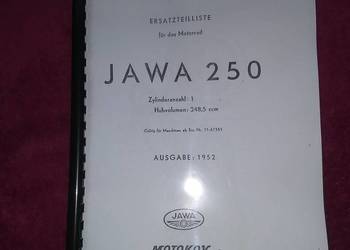 ERSATZTEILLISTE
für das Motorrad
JAWA 250
Zylinderanzahl: 1
Hubvolumen: 248,5 ccm
AUSGABE: 1952
JAWA
MOTOKOV